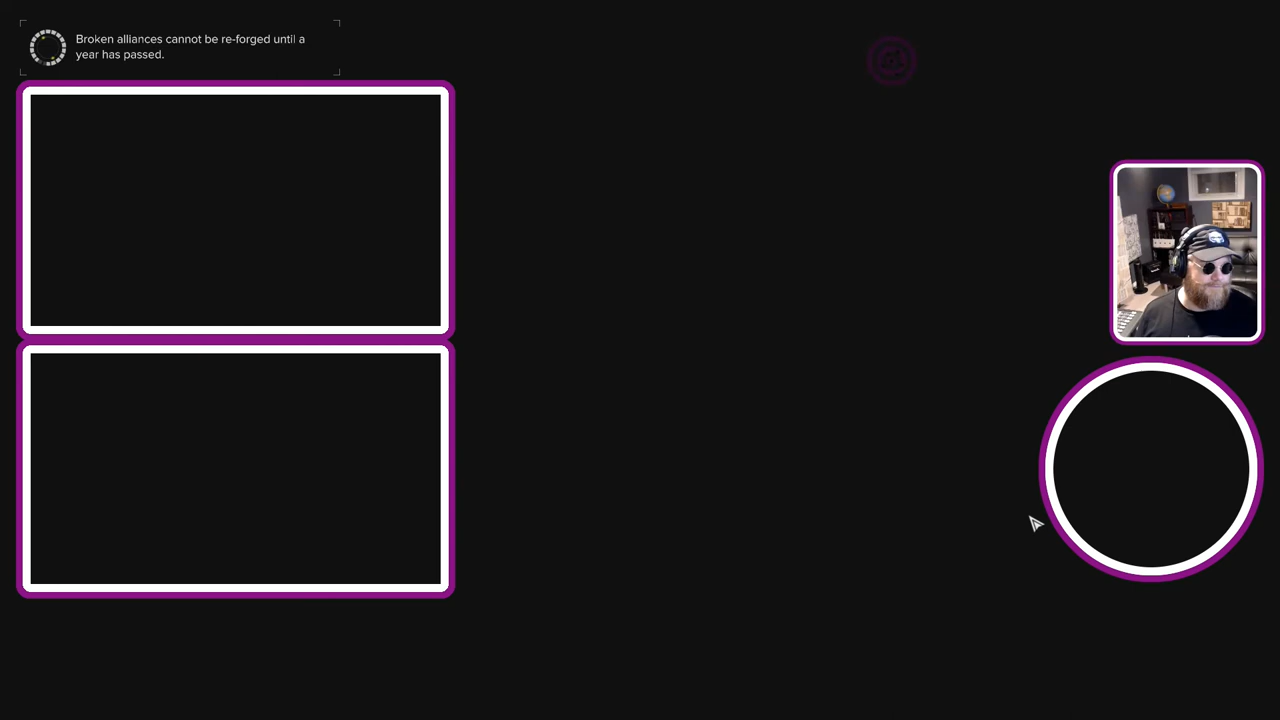 Broken alliances cannot be re-forged until a
year has passed.